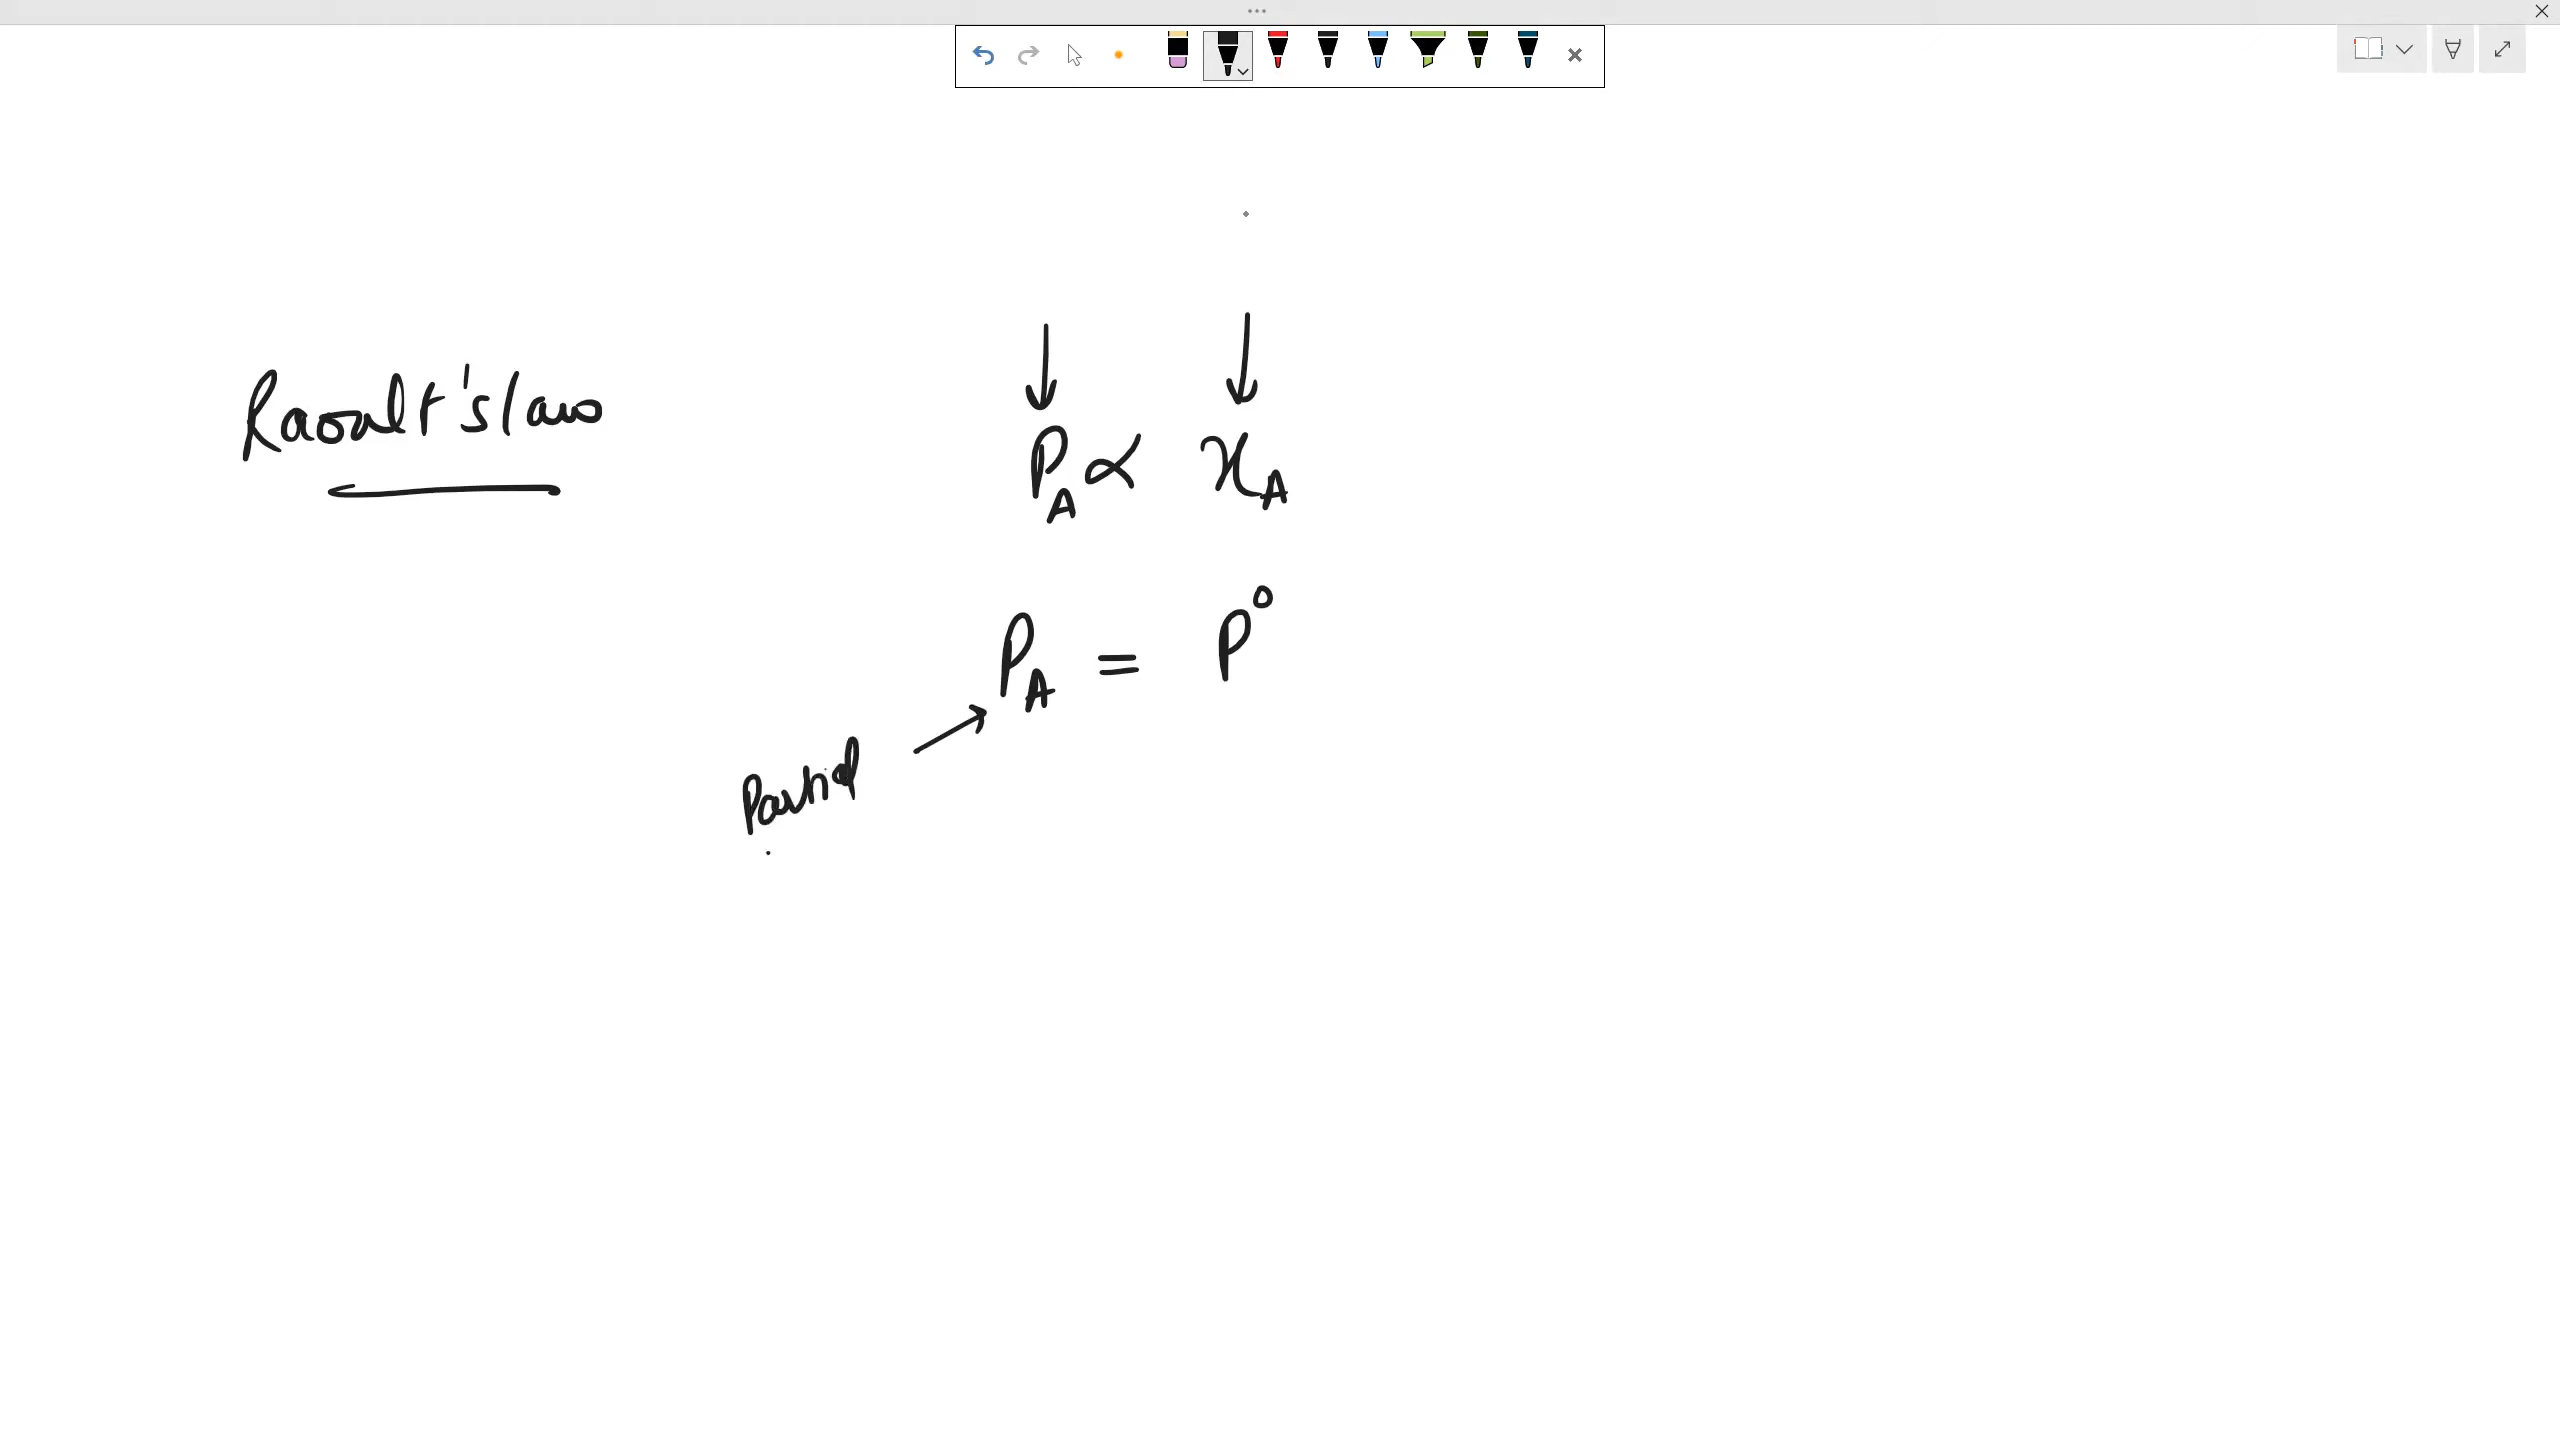 Raoult's law
P_A ∝ x_A
P_A = P°
Partial